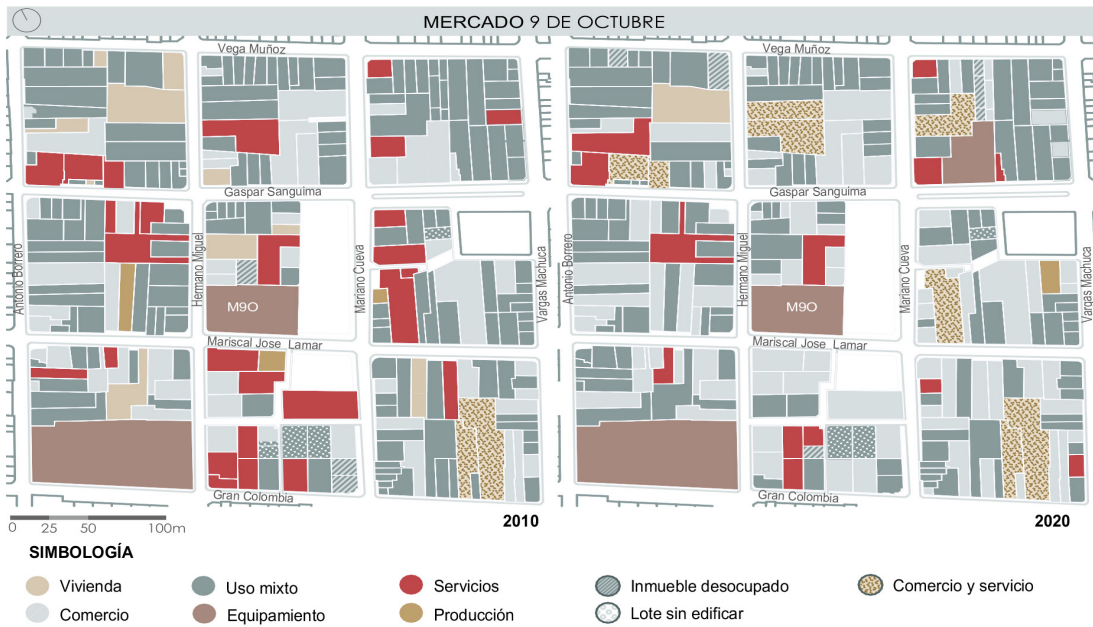 MERCADO 9 DE OCTUBRE
Vega Muñoz
Vega Muñoz
Gaspar Sanguima
Gaspar Sanguima
Antonio Borrero
Hermano Miguel
Mariano Cueva
Vargas Machuca
Antonio Borrero
Hermano Miguel
Mariano Cueva
Vargas Machuca
M9O
M9O
Mariscal Jose Lamar
Mariscal Jose Lamar
Gran Colombia
Gran Colombia
0 25 50 100m
2010
2020
SIMBOLOGÍA
Vivienda
Uso mixto
Servicios
Inmueble desocupado
Comercio y servicio
Comercio
Equipamiento
Producción
Lote sin edificar